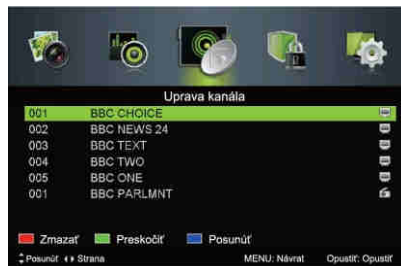 Uprava kanála
001 BBC CHOICE
002 BBC NEWS 24
003 BBC TEXT
004 BBC TWO
005 BBC ONE
001 BBC PARLMNT
Zmazať Preskočiť Posunúť
Posunúť Strana MENU: Návrat Opustiť: Opustiť